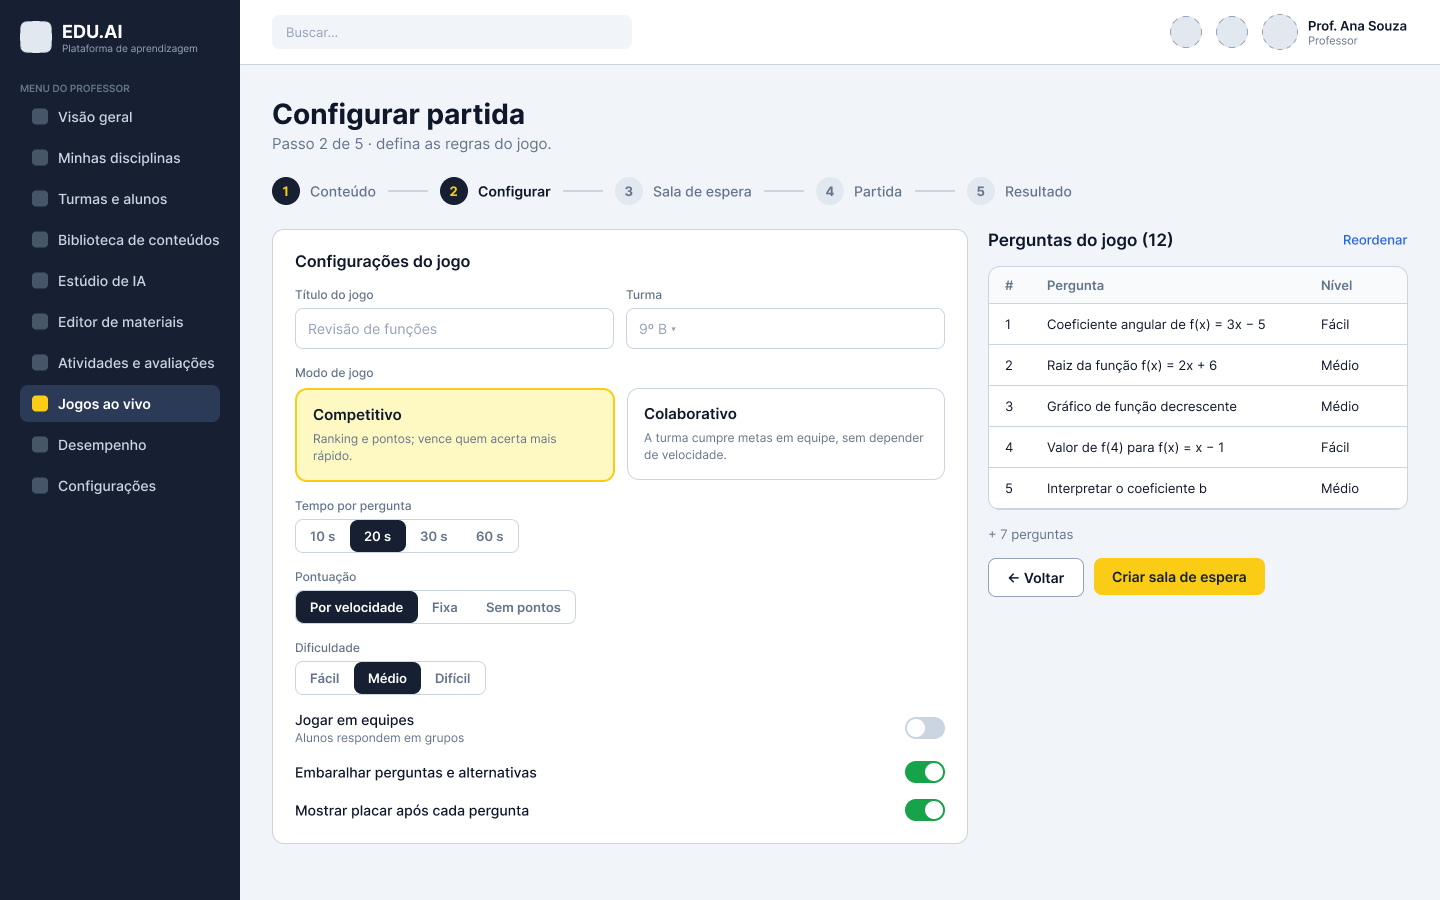 EDU.AI
Plataforma de aprendizagem
MENU DO PROFESSOR
Visão geral
Minhas disciplinas
Turmas e alunos
Biblioteca de conteúdos
Estúdio de IA
Editor de materiais
Atividades e avaliações
Jogos ao vivo
Desempenho
Configurações
Buscar...
Prof. Ana Souza
Professor
Configurar partida
Passo 2 de 5 · defina as regras do jogo.
1 Conteúdo 2 Configurar 3 Sala de espera 4 Partida 5 Resultado
Configurações do jogo
Título do jogo Turma
Revisão de funções 9º B ▾
Modo de jogo
Competitivo
Ranking e pontos; vence quem acerta mais
rápido.
Colaborativo
A turma cumpre metas em equipe, sem depender
de velocidade.
Tempo por pergunta
10 s 20 s 30 s 60 s
Pontuação
Por velocidade Fixa Sem pontos
Dificuldade
Fácil Médio Difícil
Jogar em equipes
Alunos respondem em grupos
Embaralhar perguntas e alternativas
Mostrar placar após cada pergunta
Perguntas do jogo (12) Reordenar
# Pergunta Nível
1 Coeficiente angular de f(x) = 3x − 5 Fácil
2 Raiz da função f(x) = 2x + 6 Médio
3 Gráfico de função decrescente Médio
4 Valor de f(4) para f(x) = x − 1 Fácil
5 Interpretar o coeficiente b Médio
+ 7 perguntas
← Voltar Criar sala de espera